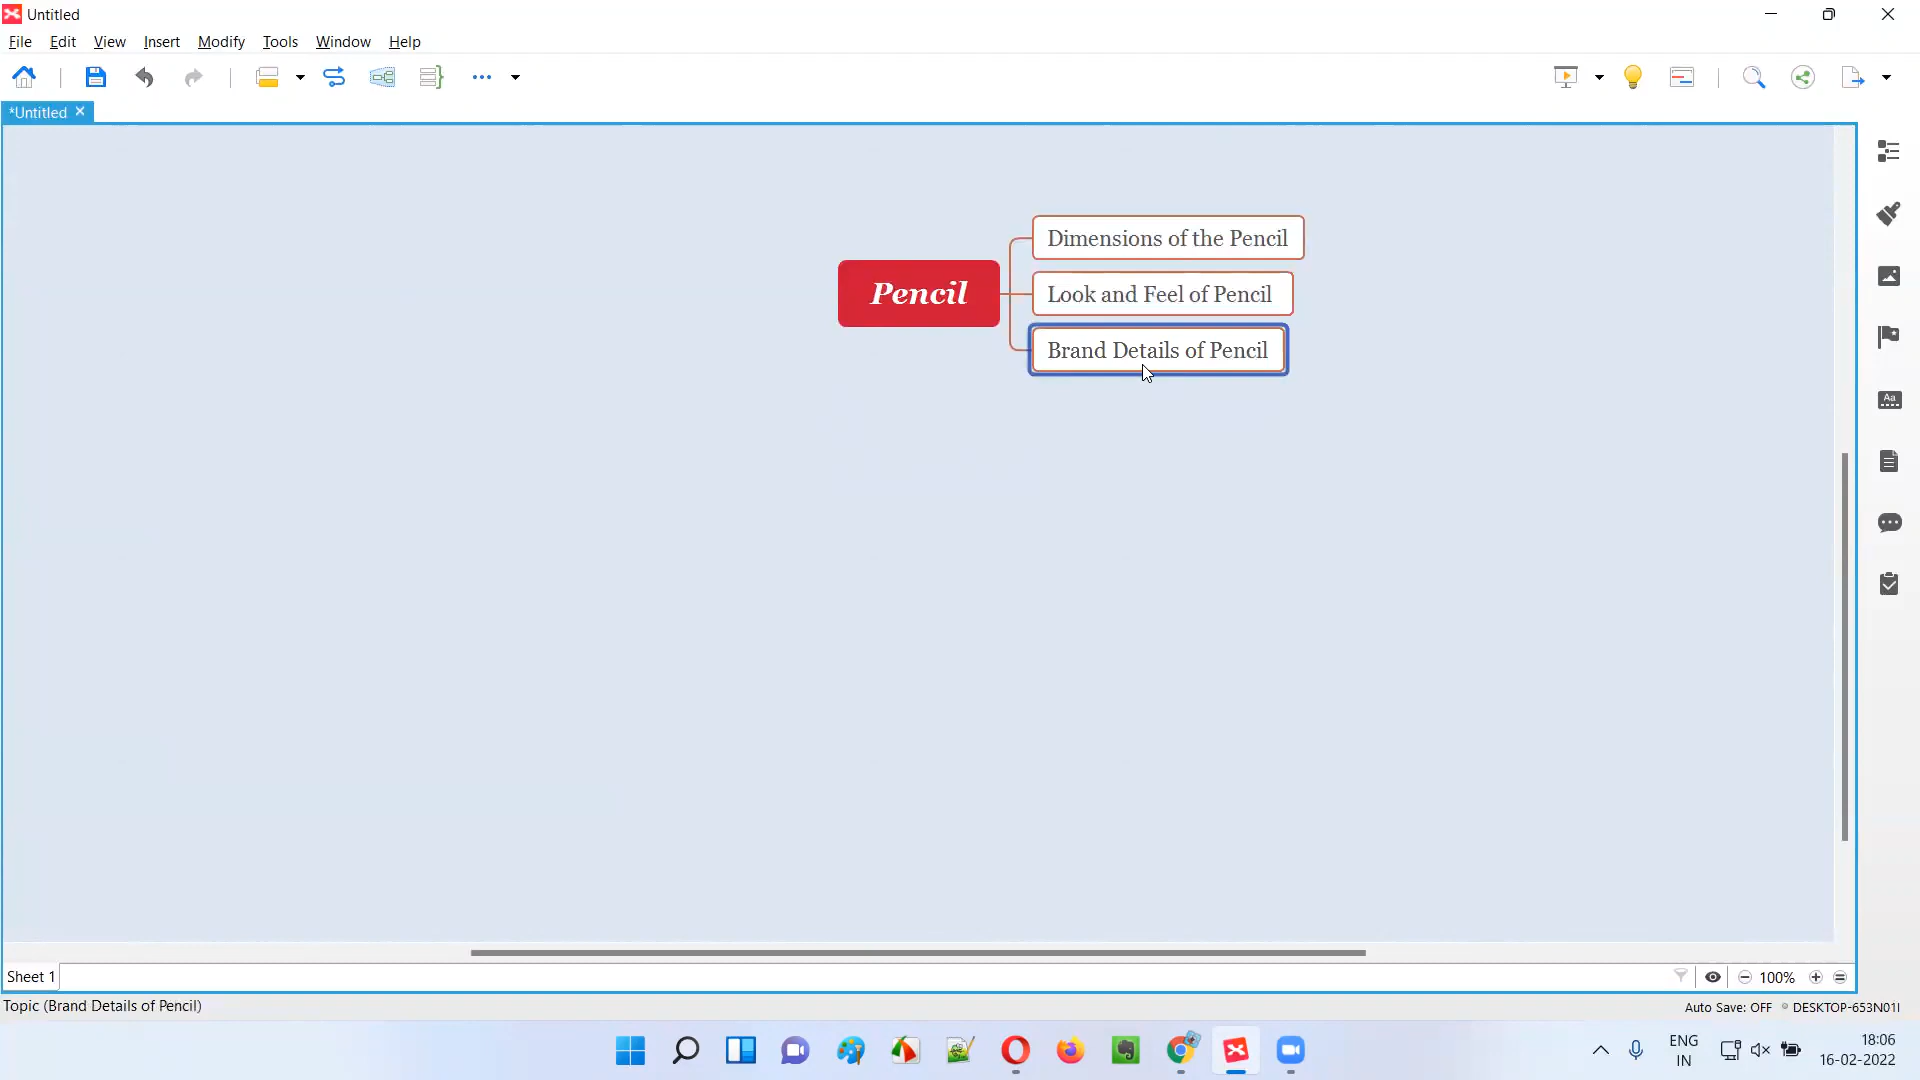 Untitled
File Edit View Insert Modify Tools Window Help
*Untitled
Dimensions of the Pencil
Pencil
Look and Feel of Pencil
Brand Details of Pencil
Aa
Sheet 1
100%
Topic (Brand Details of Pencil)
Auto Save: OFF
DESKTOP-653N01I
ENG
IN
18:06
16-02-2022